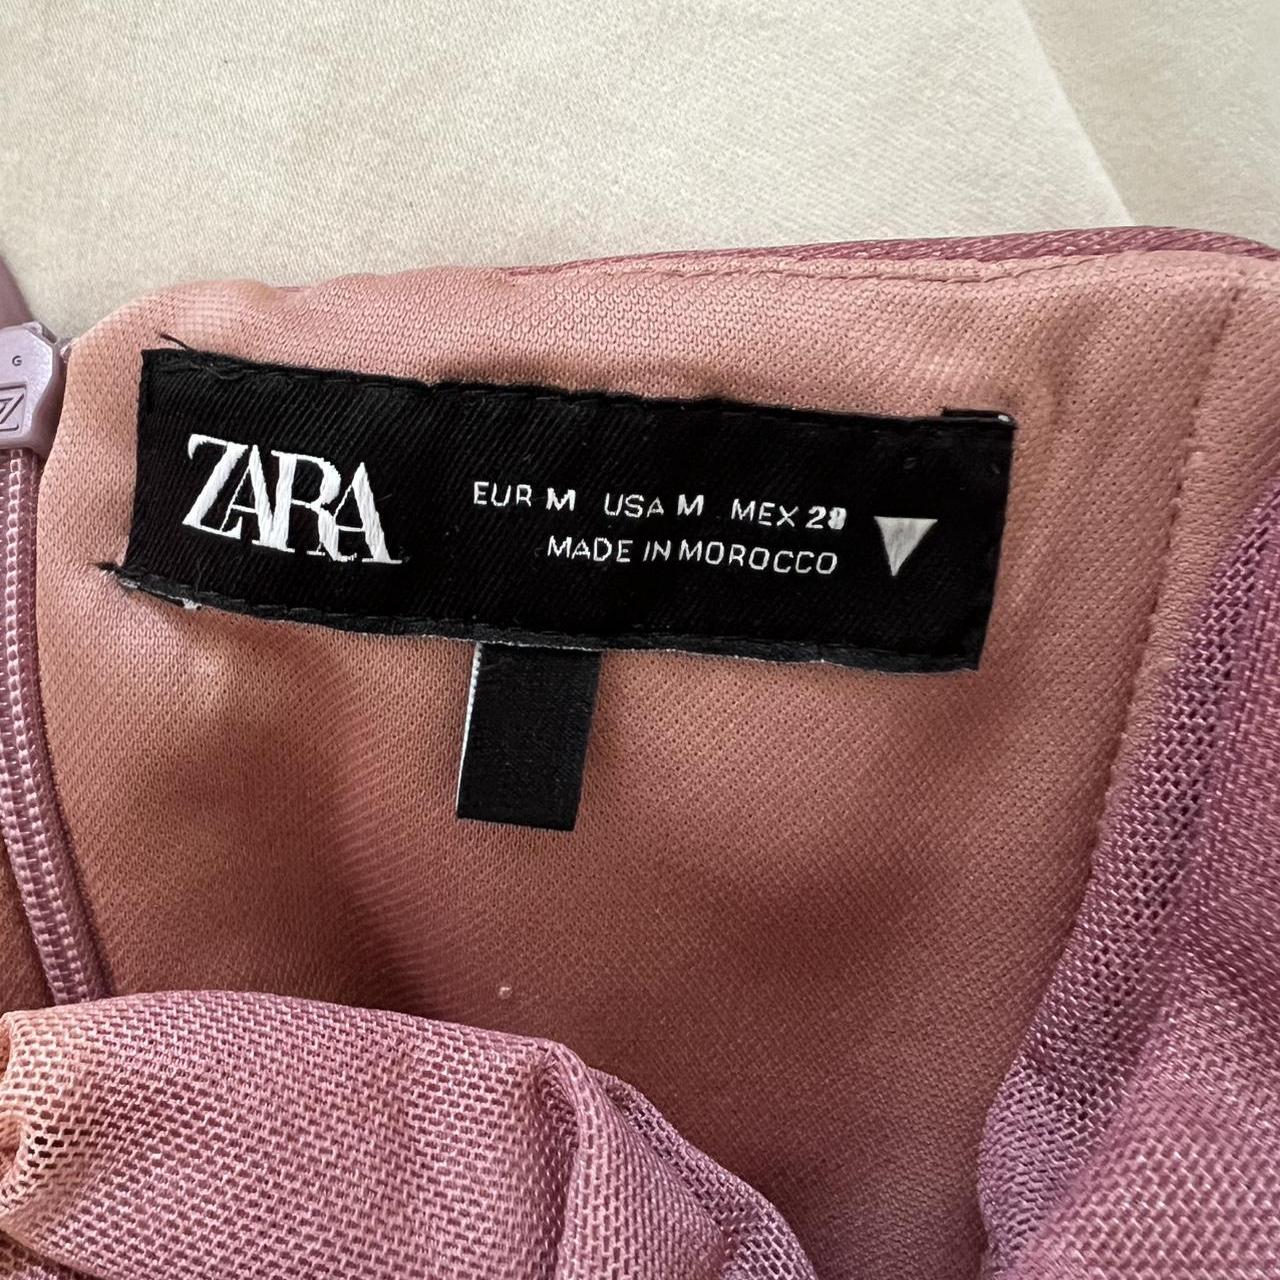 ZARA
EUR M USA M MEX 28
MADE IN MOROCCO
G